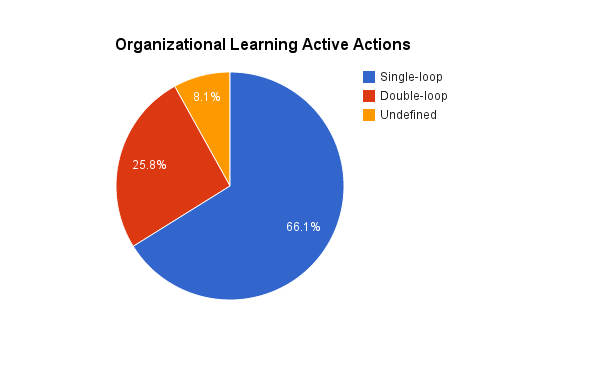 Organizational Learning Active Actions
Single-loop
Double-loop
Undefined
8.1%
25.8%
66.1%